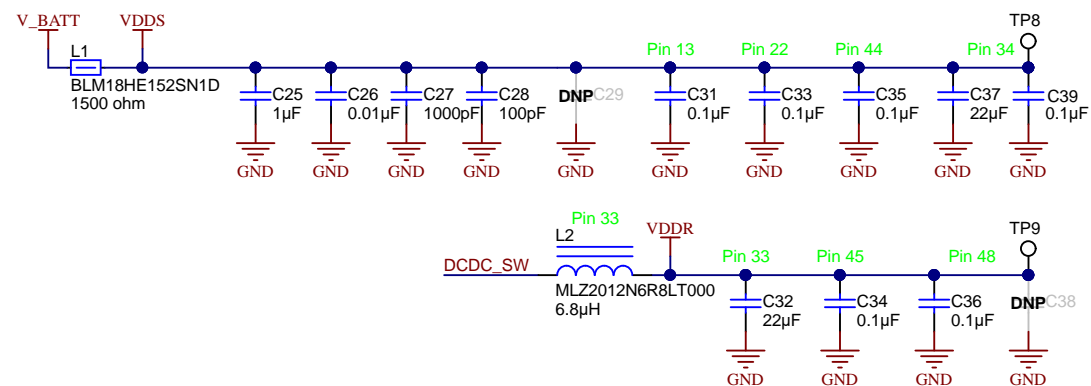 V_BATT VDDS TP8
L1 Pin 13 Pin 22 Pin 44 Pin 34
BLM18HE152SN1D
1500 ohm
C25 C26 C27 C28 DNP C29 C31 C33 C35 C37 C39
1µF 0.01µF 1000pF 100pF 0.1µF 0.1µF 0.1µF 22µF 0.1µF
GND GND GND GND GND GND GND GND GND GND
Pin 33 VDDR TP9
L2 Pin 33 Pin 45 Pin 48
DCDC_SW
MLZ2012N6R8LT000
6.8µH
C32 C34 C36 DNP C38
22µF 0.1µF 0.1µF
GND GND GND GND